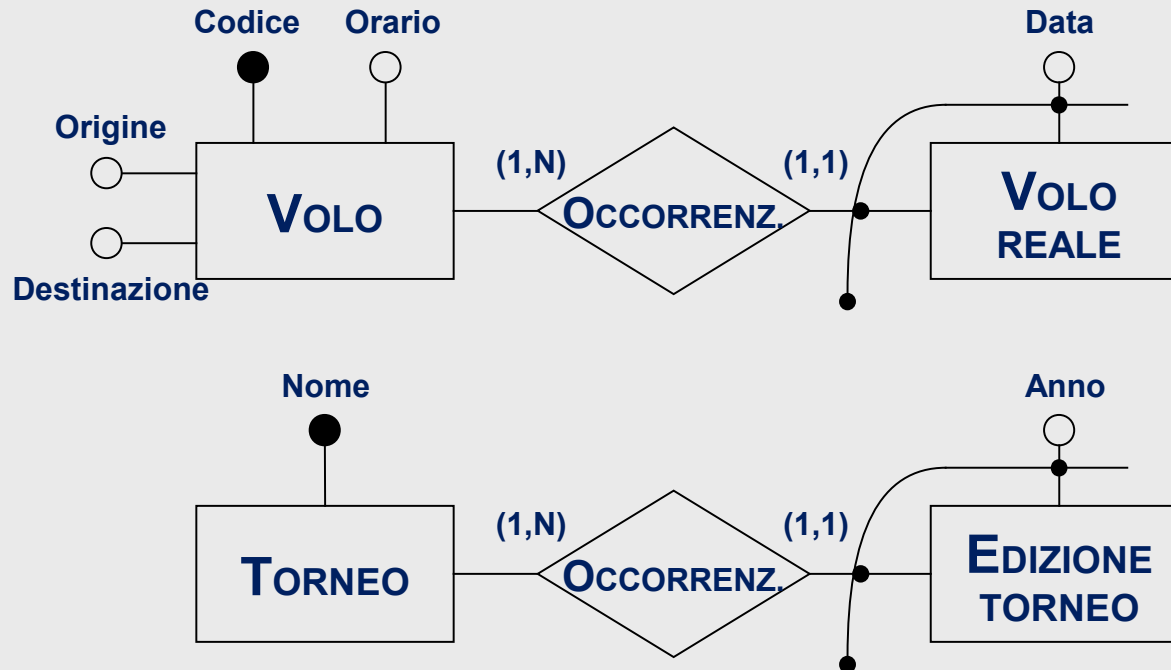 Codice Orario Data
Origine
(1,N) (1,1)
VOLO OCCORRENZ. VOLO
REALE
Destinazione
Nome Anno
(1,N) (1,1)
TORNEO OCCORRENZ. EDIZIONE
TORNEO